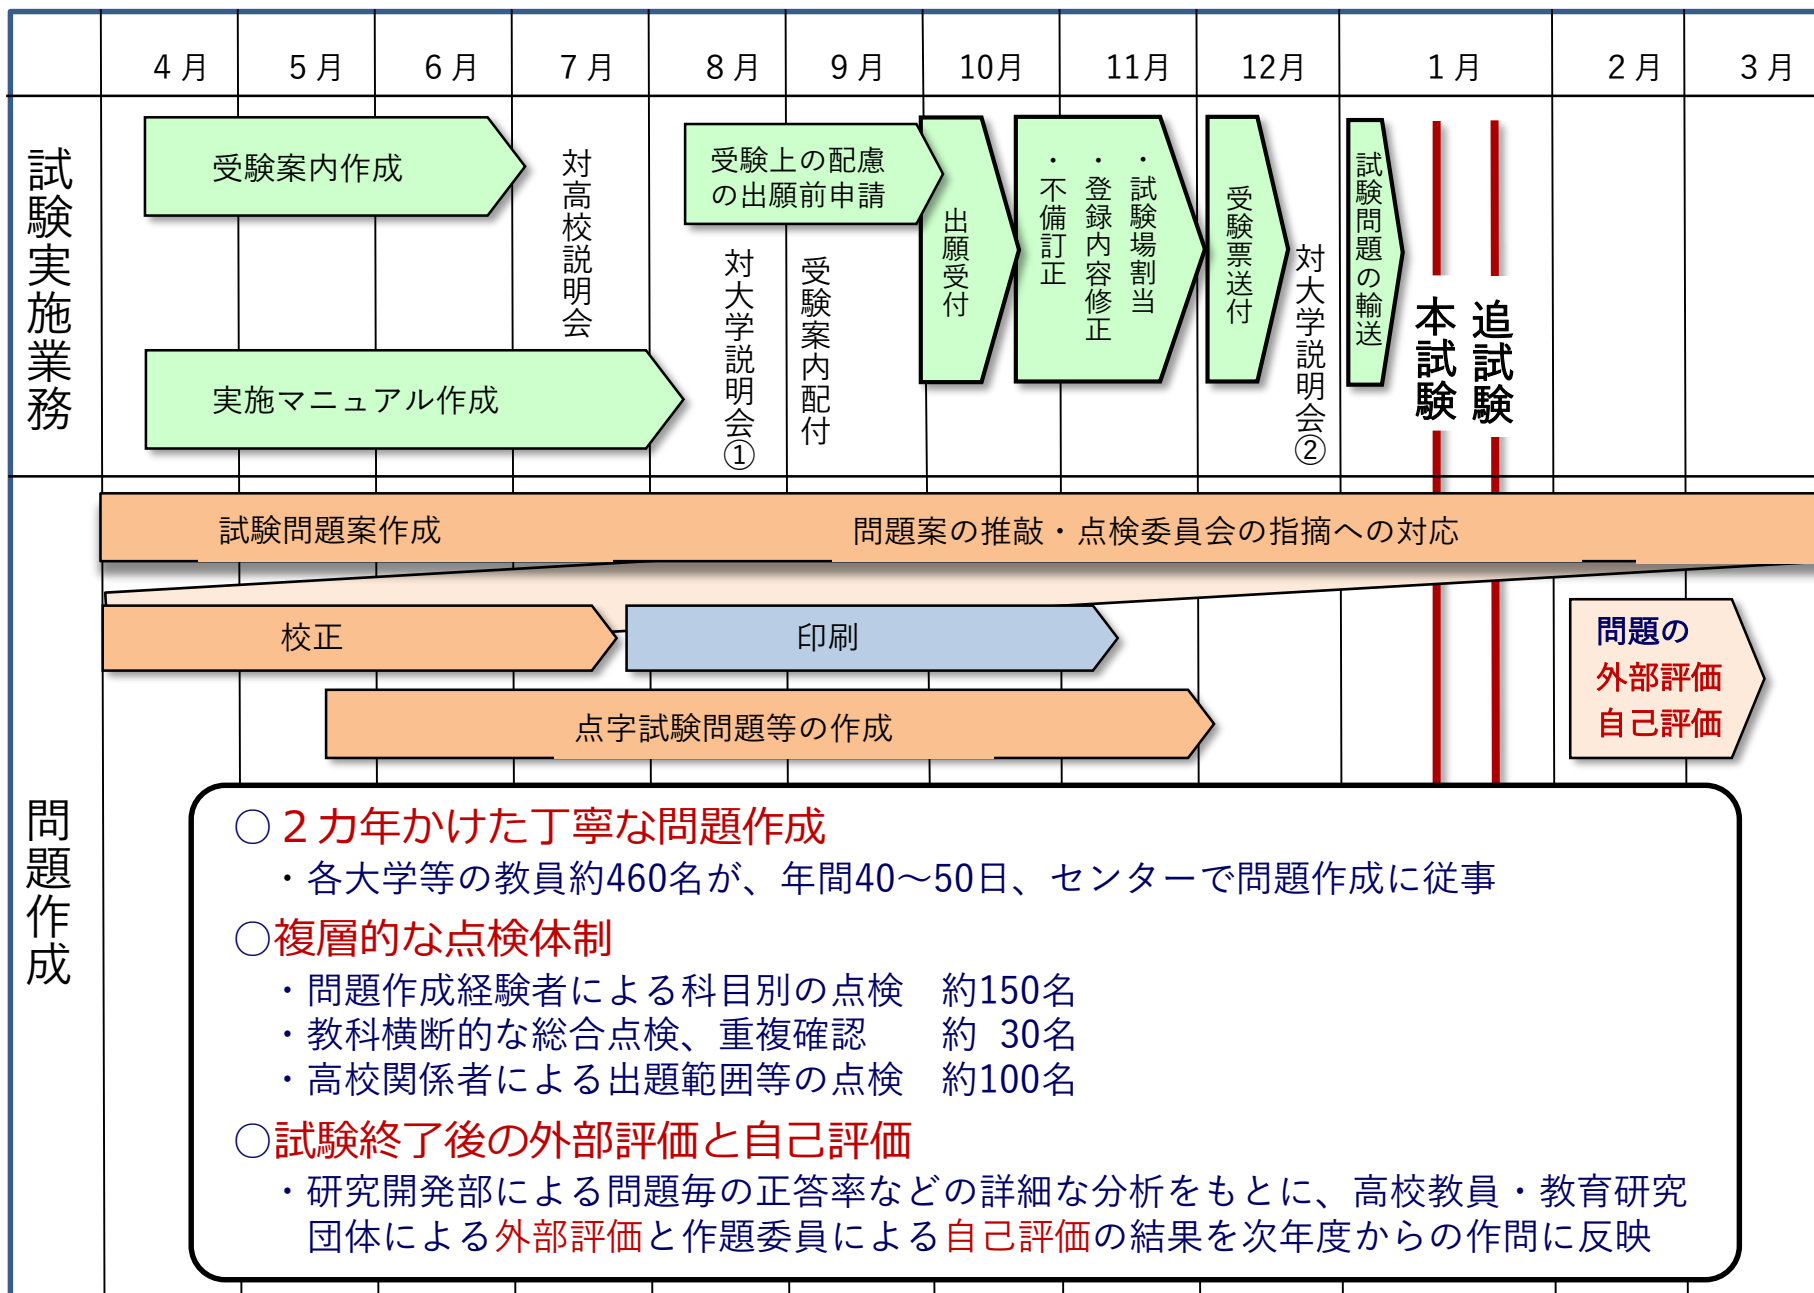 4月 5月 6月 7月 8月 9月 10月 11月 12月 1月 2月 3月
試験実施業務
受験案内作成
実施マニュアル作成
対高校説明会
受験上の配慮
の出願前申請
対大学説明会①
受験案内配付
出願受付
・試験場割当
・登録内容修正
・不備訂正
受験票送付
対大学説明会②
試験問題の輸送
本試験
追試験
問題作成
試験問題案作成
問題案の推敲・点検委員会の指摘への対応
校正
印刷
点字試験問題等の作成
問題の
外部評価
自己評価
○２カ年かけた丁寧な問題作成
・各大学等の教員約460名が、年間40～50日、センターで問題作成に従事
○複層的な点検体制
・問題作成経験者による科目別の点検　約150名
・教科横断的な総合点検、重複確認　　約 30名
・高校関係者による出題範囲等の点検　約100名
○試験終了後の外部評価と自己評価
・研究開発部による問題毎の正答率などの詳細な分析をもとに、高校教員・教育研究
団体による外部評価と作題委員による自己評価の結果を次年度からの作問に反映